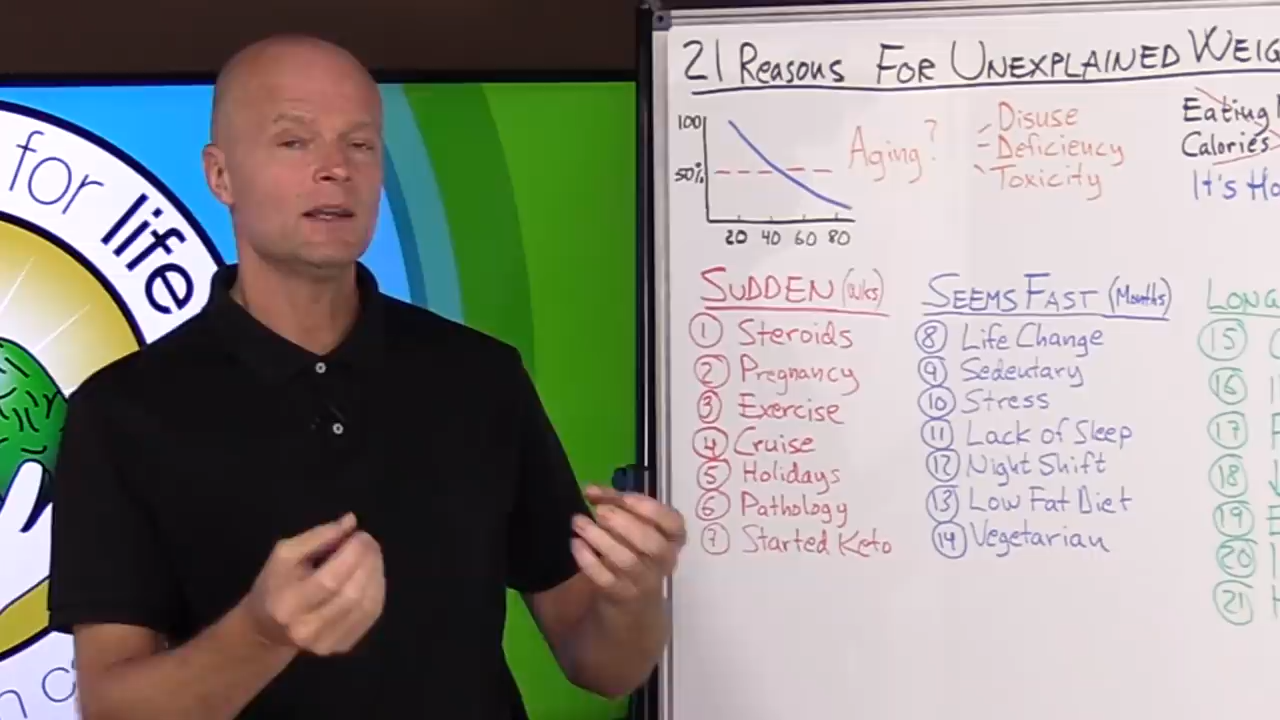 for life
21 Reasons For Unexplained
100
50%
20 40 60 80
Aging?
Disuse
Deficiency
Toxicity
Eating
Calories
It's
Sudden (wks)
1 Steroids
2 Pregnancy
3 Exercise
4 Cruise
5 Holidays
6 Pathology
7 Started Keto
Seems Fast (Months)
8 Life Change
9 Sedentary
10 Stress
11 Lack of Sleep
12 Night Shift
13 Low Fat Diet
14 Vegetarian
Long
15
16
17
18
19
20
21